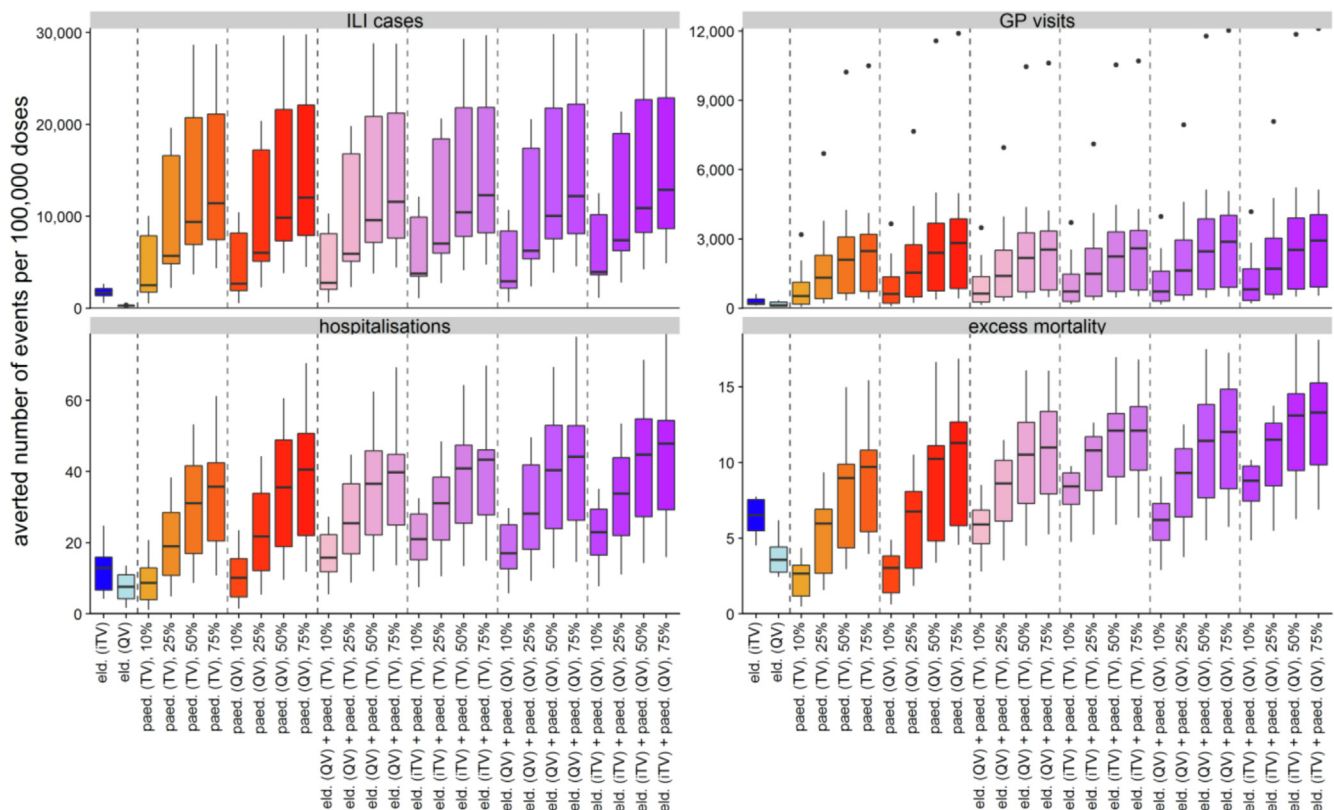 averted number of events per 100,000 doses
ILI cases
30,000
20,000
10,000
0
GP visits
12,000
9,000
6,000
3,000
0
hospitalisations
60
40
20
0
excess mortality
15
10
5
0
eld. (iTV)
eld. (QV)
paed. (TV), 10%
paed. (TV), 25%
paed. (TV), 50%
paed. (TV), 75%
paed. (QV), 10%
paed. (QV), 25%
paed. (QV), 50%
paed. (QV), 75%
eld. (QV) + paed. (TV), 10%
eld. (QV) + paed. (TV), 25%
eld. (QV) + paed. (TV), 50%
eld. (QV) + paed. (TV), 75%
eld. (iTV) + paed. (TV), 10%
eld. (iTV) + paed. (TV), 25%
eld. (iTV) + paed. (TV), 50%
eld. (iTV) + paed. (TV), 75%
eld. (QV) + paed. (QV), 10%
eld. (QV) + paed. (QV), 25%
eld. (QV) + paed. (QV), 50%
eld. (QV) + paed. (QV), 75%
eld. (iTV) + paed. (QV), 10%
eld. (iTV) + paed. (QV), 25%
eld. (iTV) + paed. (QV), 50%
eld. (iTV) + paed. (QV), 75%
eld. (iTV)
eld. (QV)
paed. (TV), 10%
paed. (TV), 25%
paed. (TV), 50%
paed. (TV), 75%
paed. (QV), 10%
paed. (QV), 25%
paed. (QV), 50%
paed. (QV), 75%
eld. (QV) + paed. (TV), 10%
eld. (QV) + paed. (TV), 25%
eld. (QV) + paed. (TV), 50%
eld. (QV) + paed. (TV), 75%
eld. (iTV) + paed. (TV), 10%
eld. (iTV) + paed. (TV), 25%
eld. (iTV) + paed. (TV), 50%
eld. (iTV) + paed. (TV), 75%
eld. (QV) + paed. (QV), 10%
eld. (QV) + paed. (QV), 25%
eld. (QV) + paed. (QV), 50%
eld. (QV) + paed. (QV), 75%
eld. (iTV) + paed. (QV), 10%
eld. (iTV) + paed. (QV), 25%
eld. (iTV) + paed. (QV), 50%
eld. (iTV) + paed. (QV), 75%